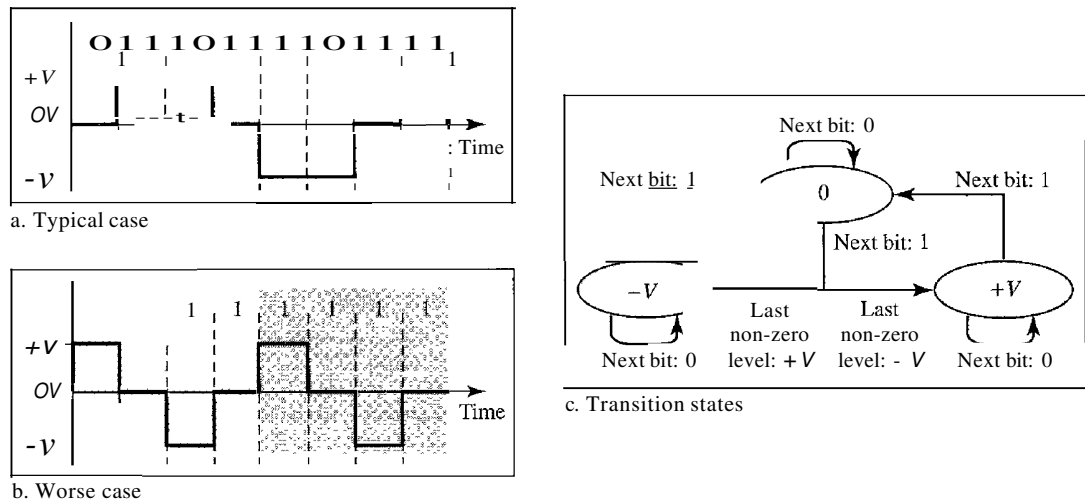 0 1 1 1 0 1 1 1 1 0 1 1 1 1
1 1
+V
OV
t
: Time
-V
1
a. Typical case
1 1 1 1 1 1
+V
OV
Time
-V
b. Worse case
Next bit: 0
Next bit: 1
0
Next bit: 1
Next bit: 1
-V
+V
Last non-zero level: +V
Last non-zero level: - V
Next bit: 0
Next bit: 0
c. Transition states